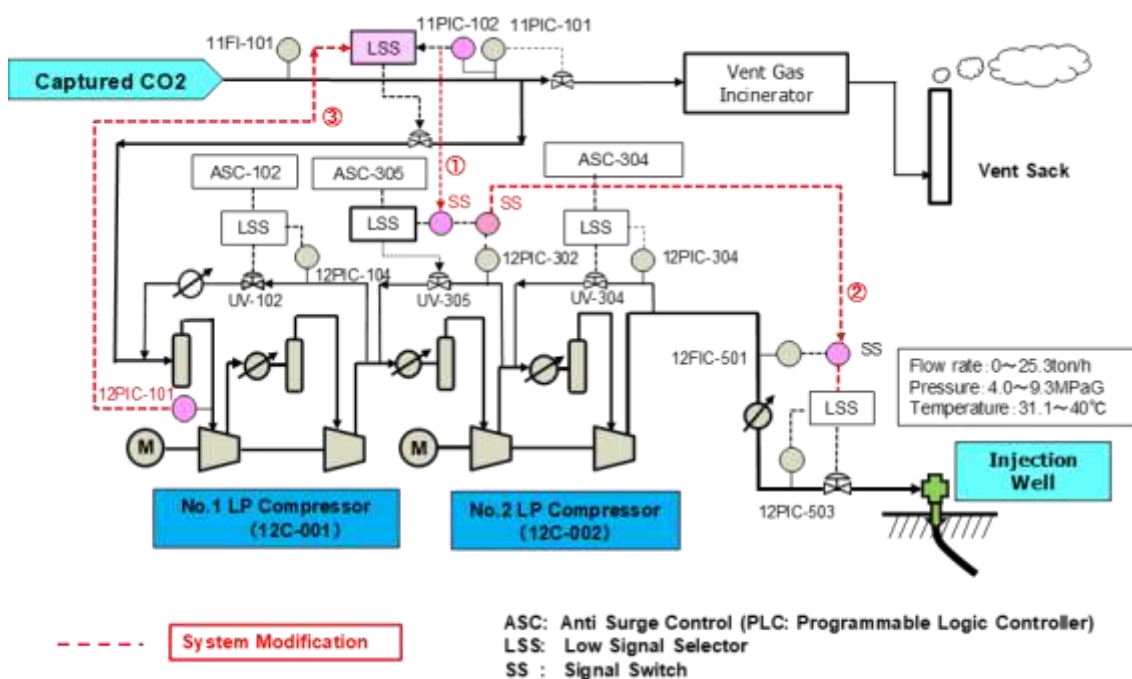 11PIC-102
11PIC-101
11FI-101
LSS
Captured CO2
Vent Gas
Incinerator
③
①
ASC-102
ASC-305
ASC-304
Vent Sack
SS
SS
LSS
LSS
LSS
12PIC-104
12PIC-302
12PIC-304
UV-102
UV-305
UV-304
②
12FIC-501
SS
Flow rate:0~25.3ton/h
Pressure:4.0~9.3MPaG
Temperature:31.1~40℃
12PIC-101
LSS
M
M
Injection
Well
No.1 LP Compressor
(12C-001)
No.2 LP Compressor
(12C-002)
12PIC-503
System Modification
ASC: Anti Surge Control (PLC: Programmable Logic Controller)
LSS: Low Signal Selector
SS : Signal Switch